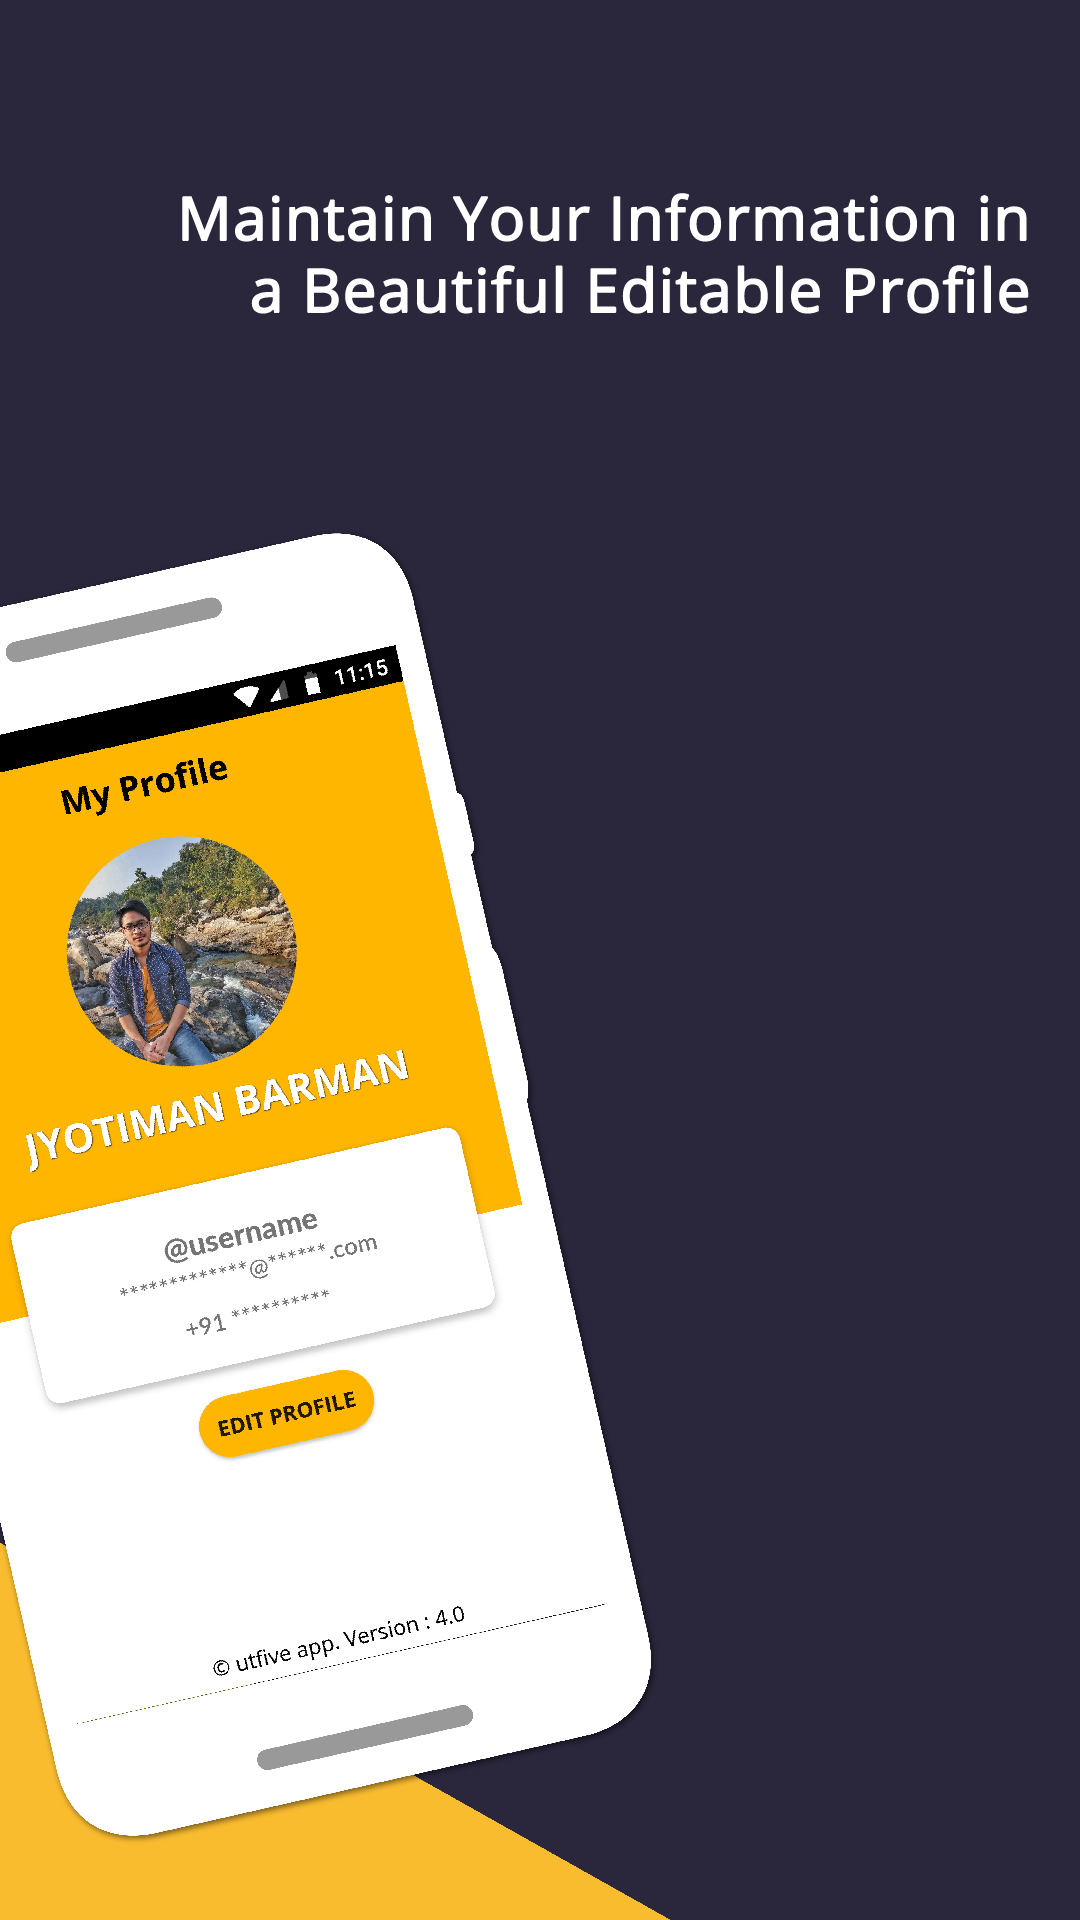 Maintain Your Information in
a Beautiful Editable Profile
11:15
My Profile
JYOTIMAN BARMAN
@username
*************@******.com
+91 **********
EDIT PROFILE
© utfive app. Version : 4.0